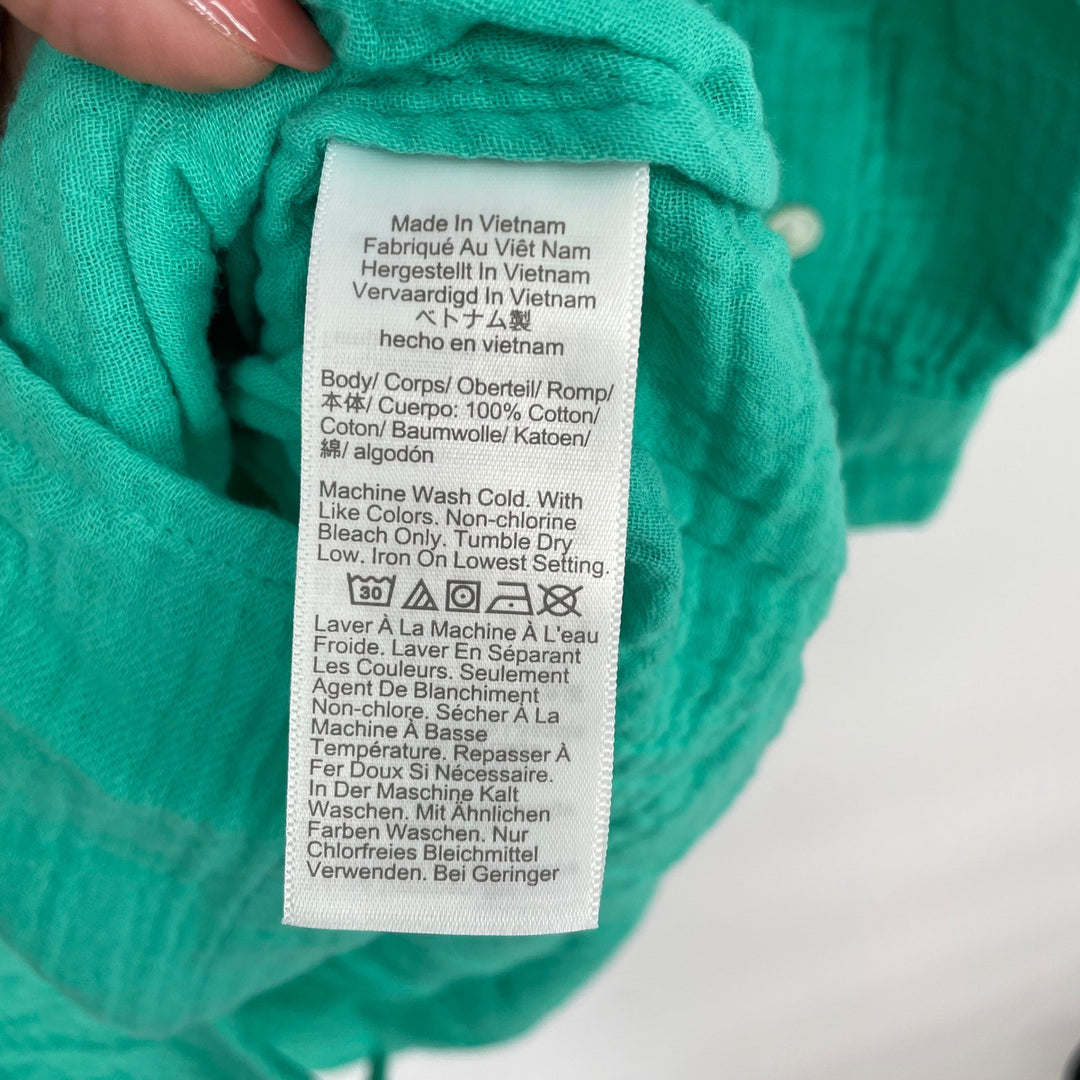 Made In Vietnam
Fabriqué Au Viêt Nam
Hergestellt In Vietnam
Vervaardigd In Vietnam
ベトナム製
hecho en vietnam
Body/ Corps/ Oberteil/ Romp/
本体/ Cuerpo: 100% Cotton/
Coton/ Baumwolle/ Katoen/
綿/ algodón
Machine Wash Cold. With
Like Colors. Non-chlorine
Bleach Only. Tumble Dry
Low. Iron On Lowest Setting.
30
Laver À La Machine À L'eau
Froide. Laver En Séparant
Les Couleurs. Seulement
Agent De Blanchiment
Non-chlore. Sécher À La
Machine À Basse
Température. Repasser À
Fer Doux Si Nécessaire.
In Der Maschine Kalt
Waschen. Mit Ähnlichen
Farben Waschen. Nur
Chlorfreies Bleichmittel
Verwenden. Bei Geringer